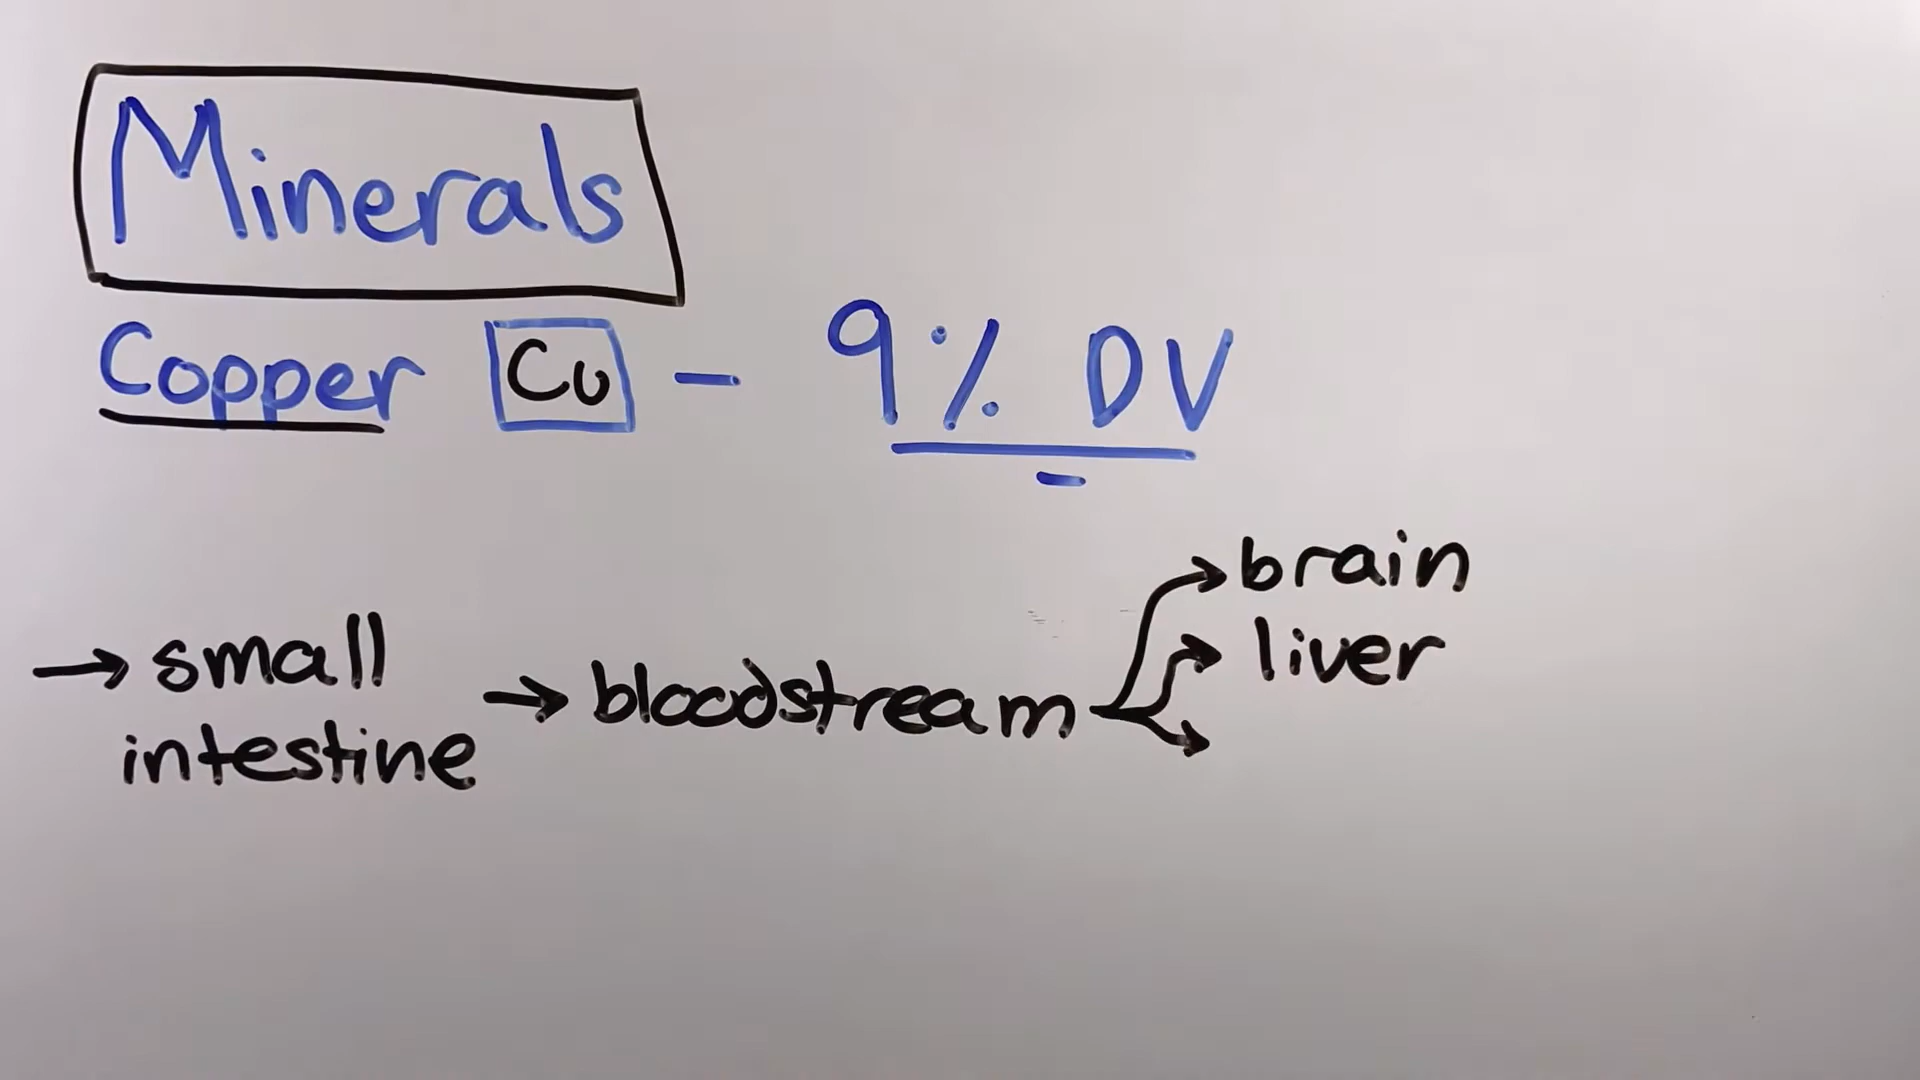 Minerals
Copper Cu - 9% DV
→ small intestine → bloodstream → brain
→ liver
→